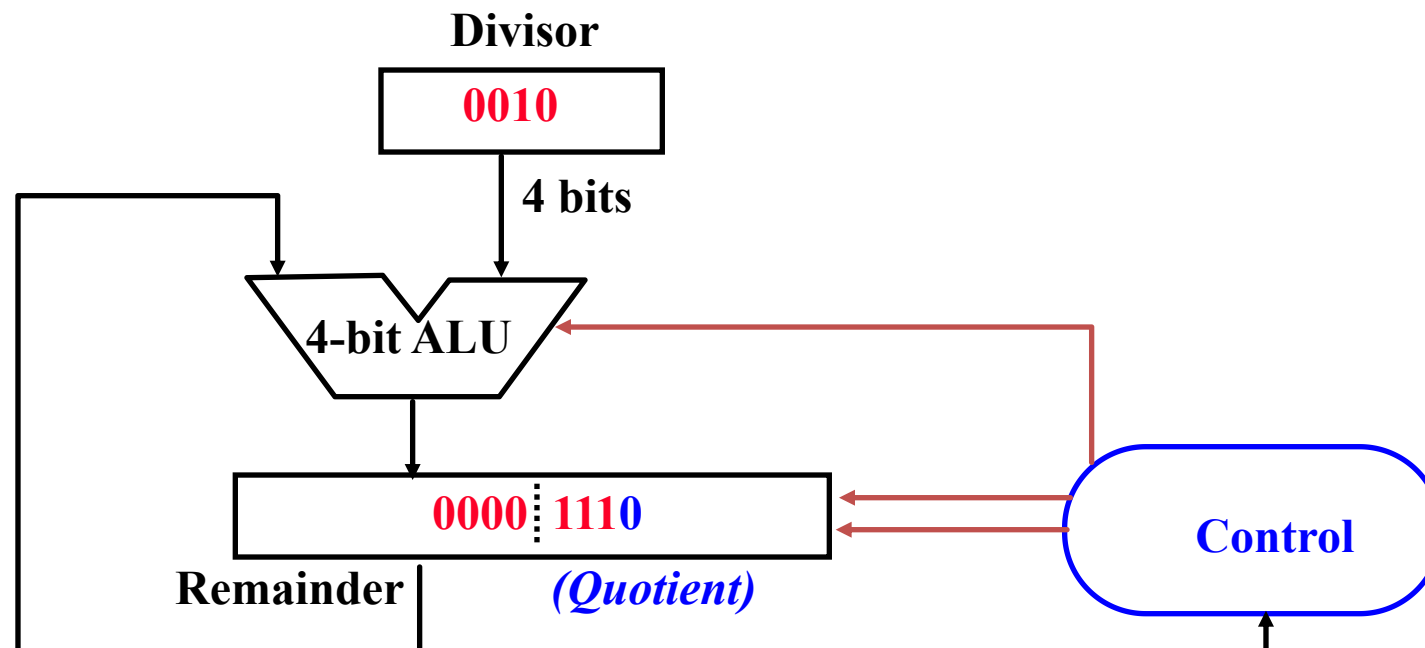 Divisor
0010
4 bits
4-bit ALU
0000 1110
Control
Remainder (Quotient)